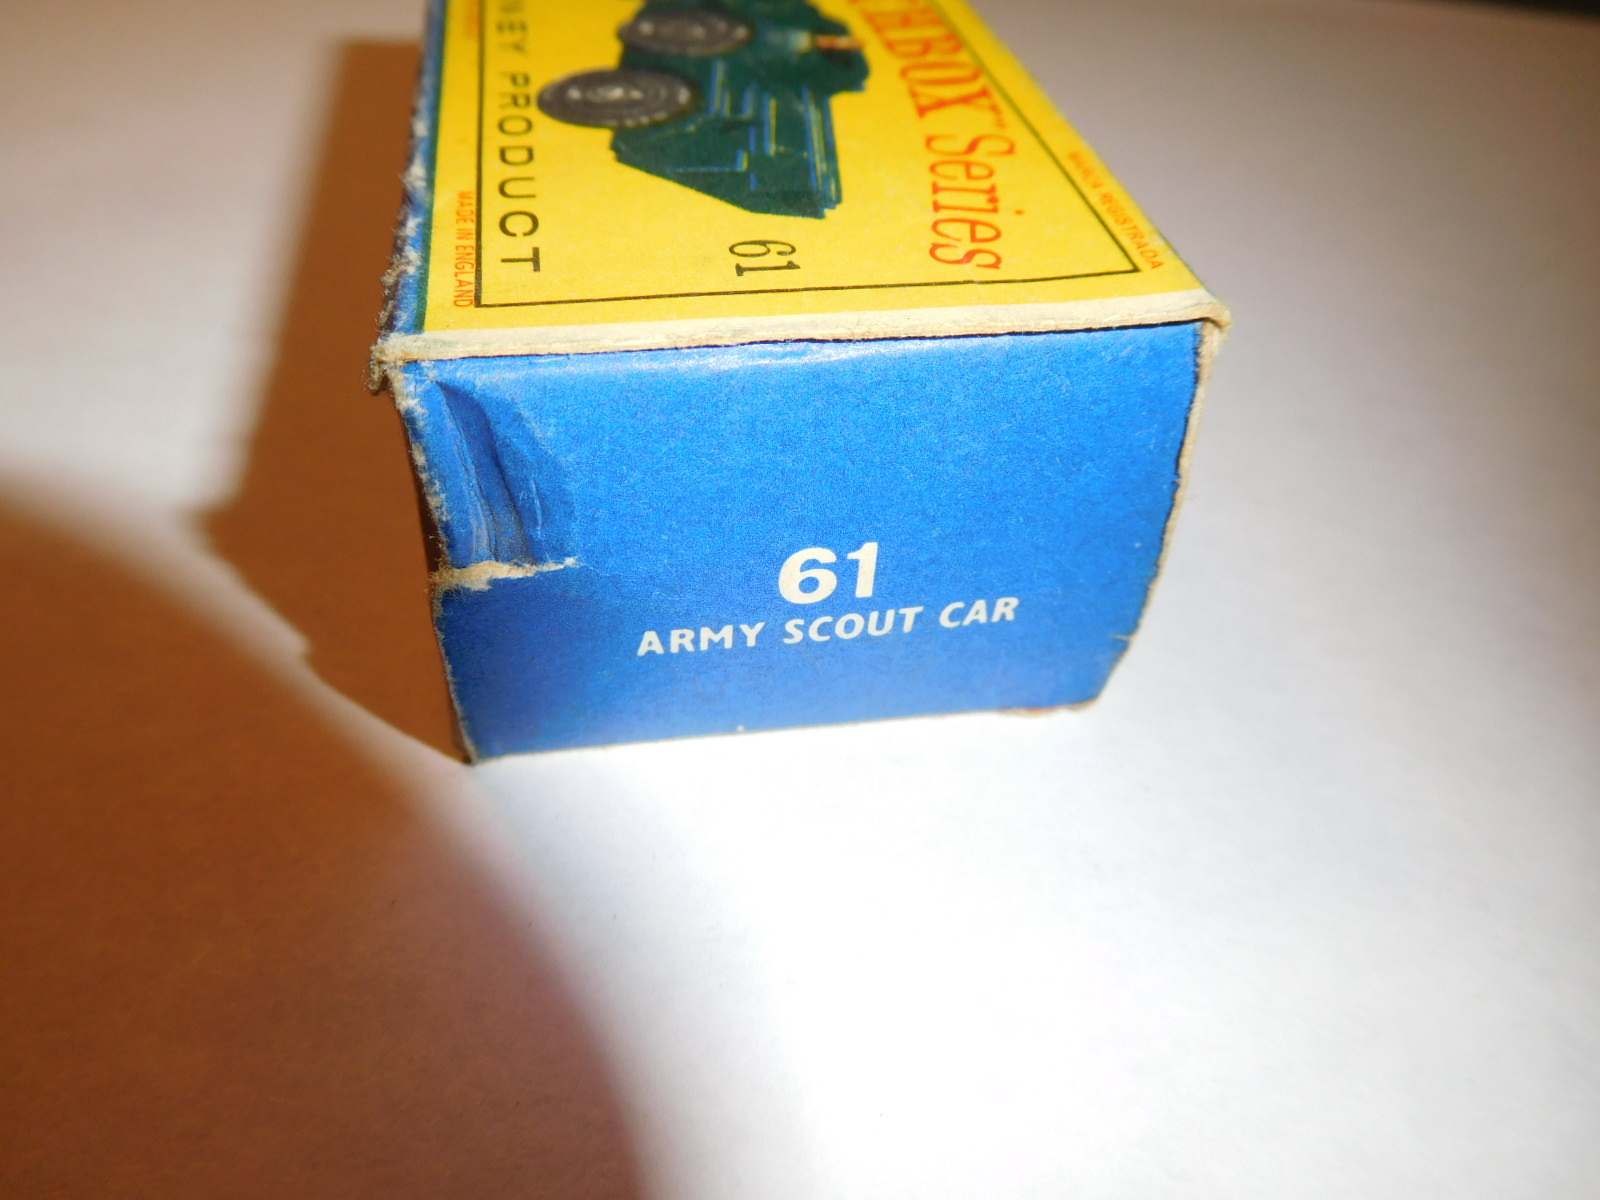 Series
MARCA REGISTRADA
61
PRODUCT
MADE IN ENGLAND
61
ARMY SCOUT CAR